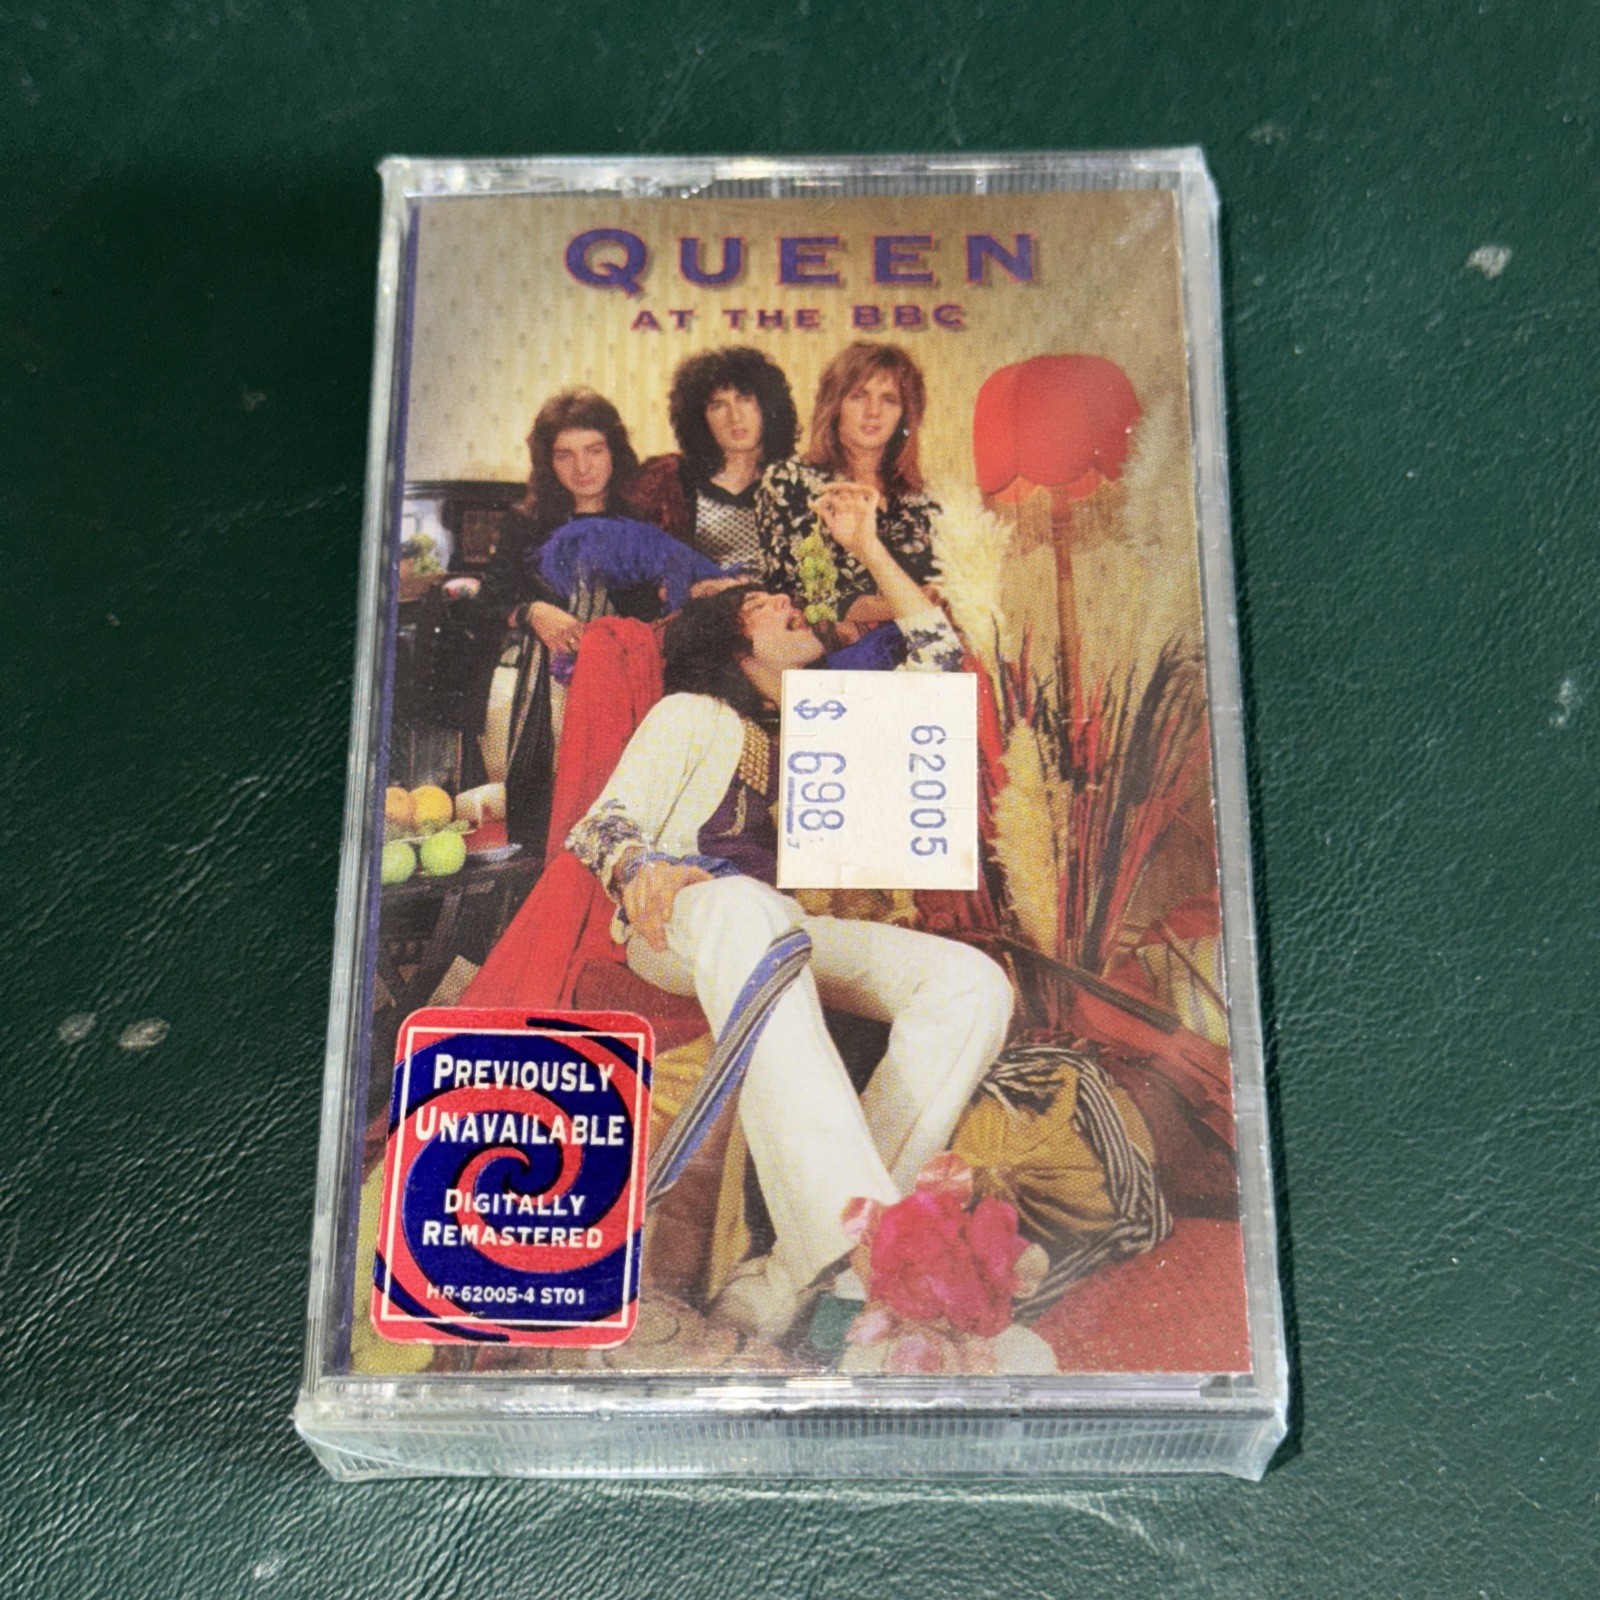 QUEEN
AT THE BBC
62005
$ 6.98
PREVIOUSLY
UNAVAILABLE
DIGITALLY
REMASTERED
HR-62005-4 ST01